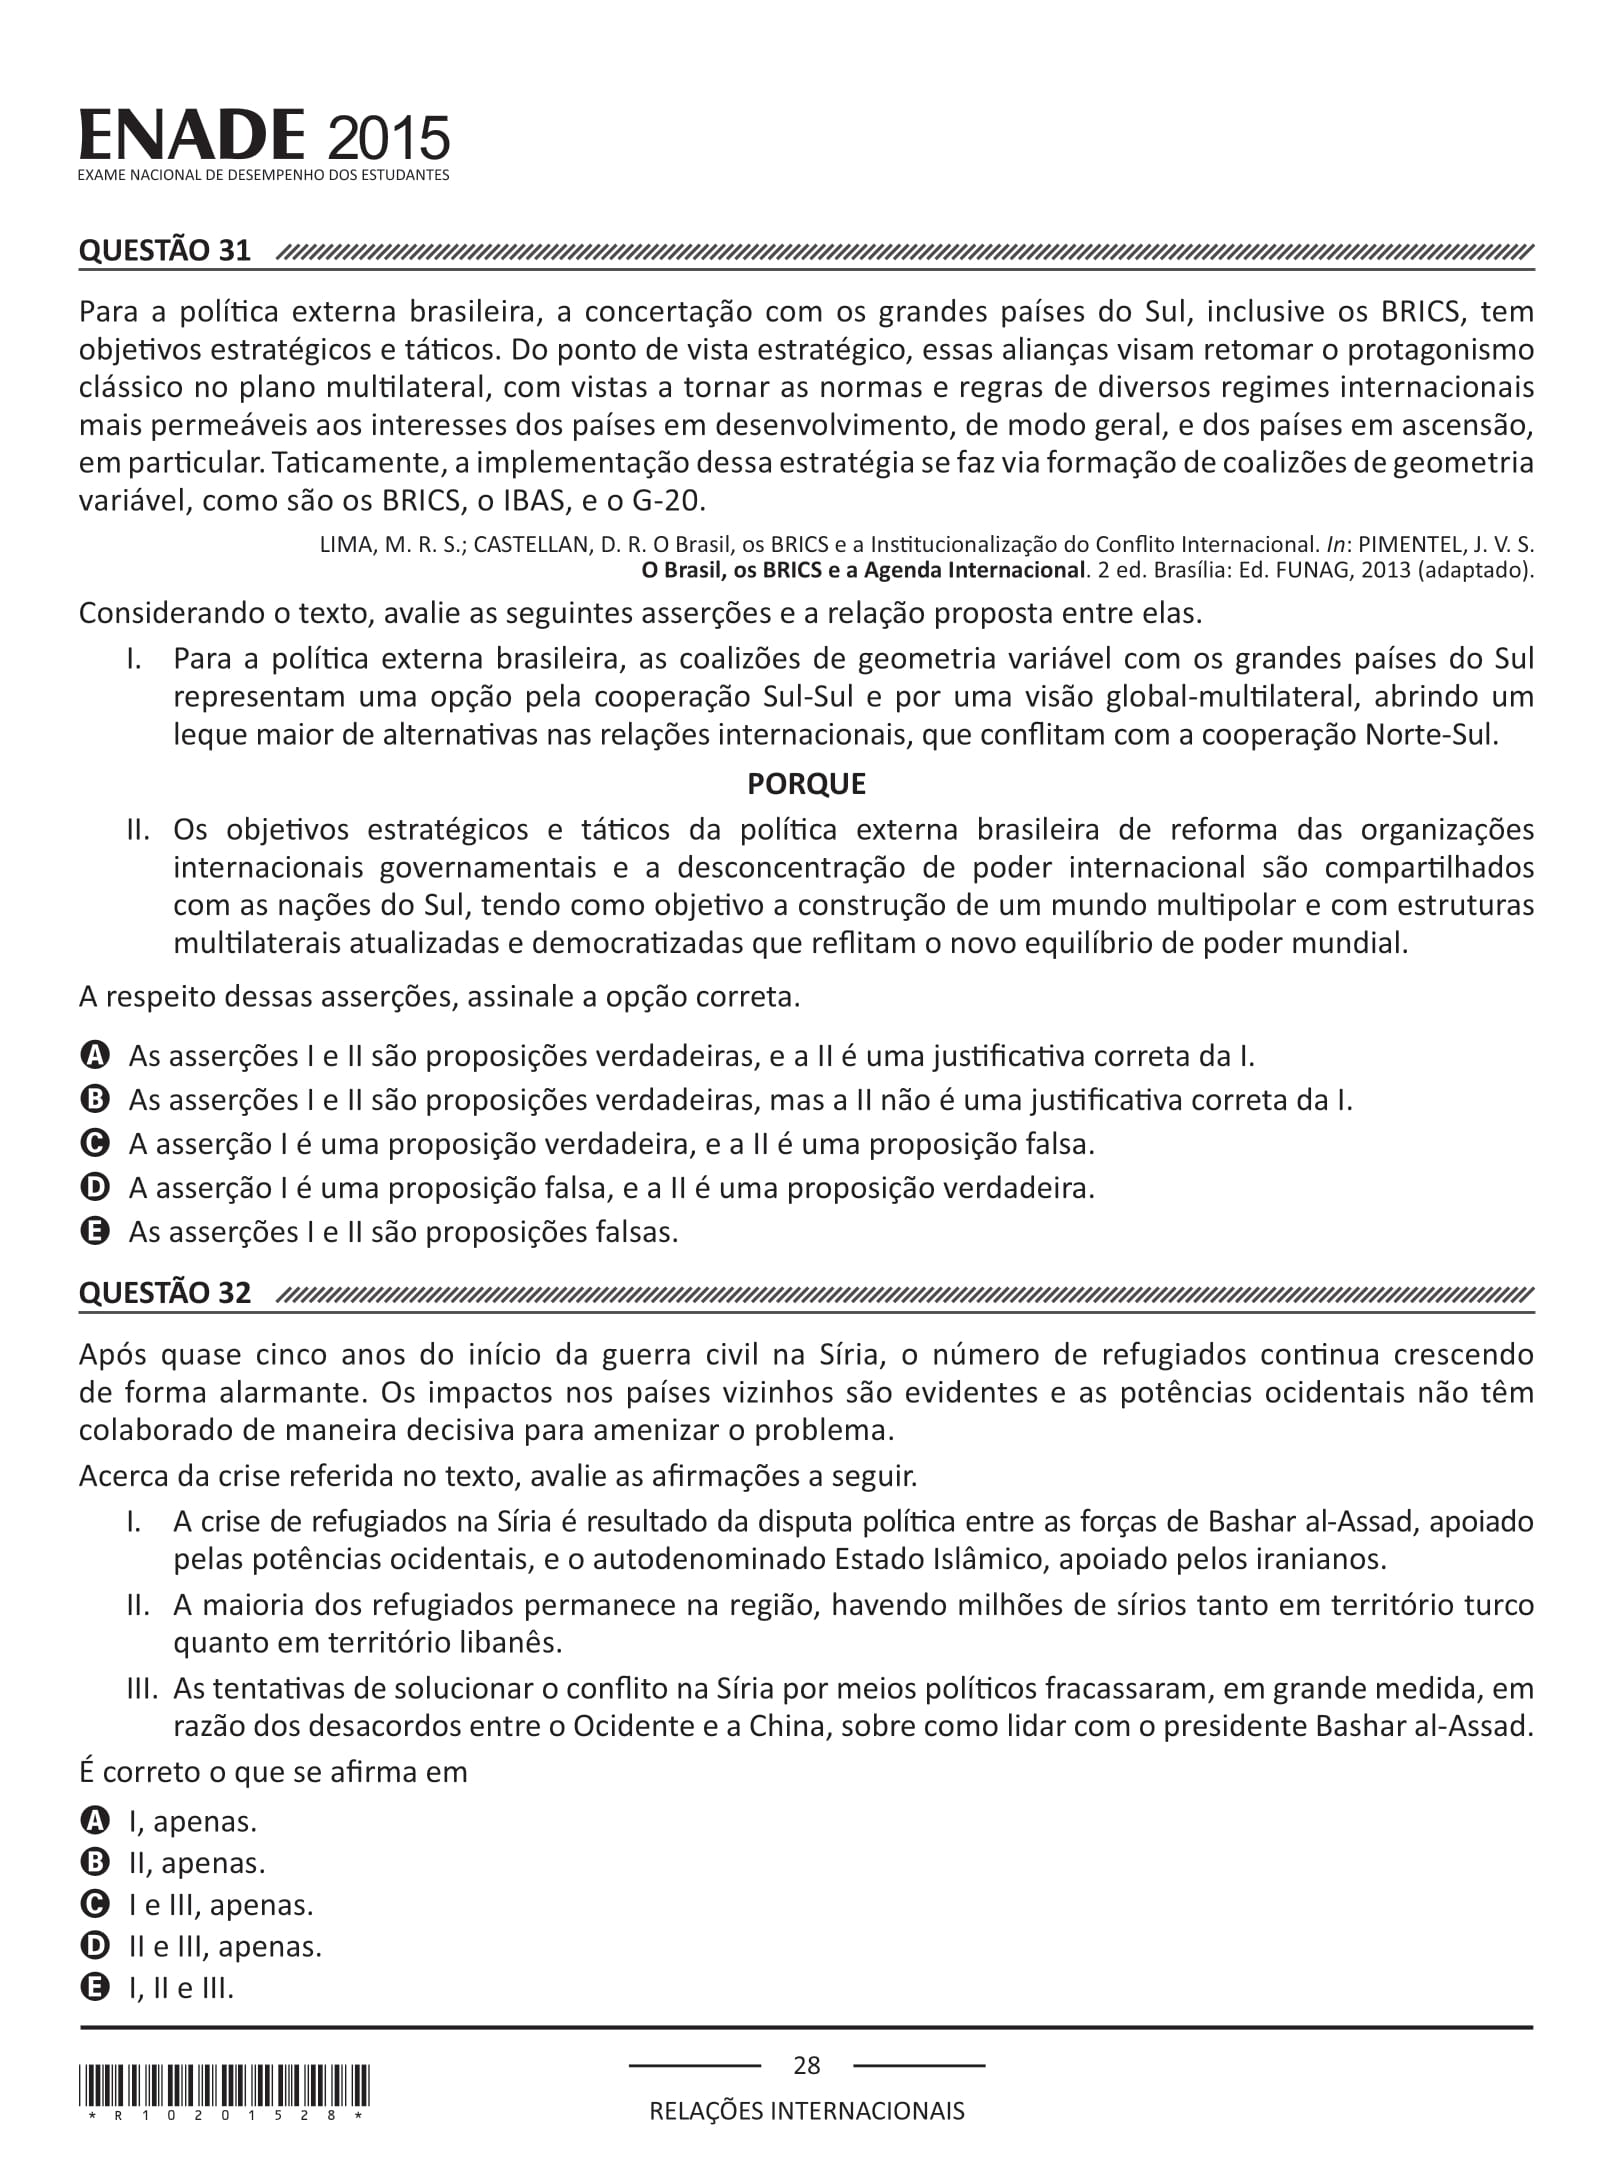 ENADE 2015
EXAME NACIONAL DE DESEMPENHO DOS ESTUDANTES
QUESTÃO 31
Para a política externa brasileira, a concertação com os grandes países do Sul, inclusive os BRICS, tem
objetivos estratégicos e táticos. Do ponto de vista estratégico, essas alianças visam retomar o protagonismo
clássico no plano multilateral, com vistas a tornar as normas e regras de diversos regimes internacionais
mais permeáveis aos interesses dos países em desenvolvimento, de modo geral, e dos países em ascensão,
em particular. Taticamente, a implementação dessa estratégia se faz via formação de coalizões de geometria
variável, como são os BRICS, o IBAS, e o G-20.
LIMA, M. R. S.; CASTELLAN, D. R. O Brasil, os BRICS e a Institucionalização do Conflito Internacional. In: PIMENTEL, J. V. S.
O Brasil, os BRICS e a Agenda Internacional. 2 ed. Brasília: Ed. FUNAG, 2013 (adaptado).
Considerando o texto, avalie as seguintes asserções e a relação proposta entre elas.
I. Para a política externa brasileira, as coalizões de geometria variável com os grandes países do Sul
representam uma opção pela cooperação Sul-Sul e por uma visão global-multilateral, abrindo um
leque maior de alternativas nas relações internacionais, que conflitam com a cooperação Norte-Sul.
PORQUE
II. Os objetivos estratégicos e táticos da política externa brasileira de reforma das organizações
internacionais governamentais e a desconcentração de poder internacional são compartilhados
com as nações do Sul, tendo como objetivo a construção de um mundo multipolar e com estruturas
multilaterais atualizadas e democratizadas que reflitam o novo equilíbrio de poder mundial.
A respeito dessas asserções, assinale a opção correta.
A As asserções I e II são proposições verdadeiras, e a II é uma justificativa correta da I.
B As asserções I e II são proposições verdadeiras, mas a II não é uma justificativa correta da I.
C A asserção I é uma proposição verdadeira, e a II é uma proposição falsa.
D A asserção I é uma proposição falsa, e a II é uma proposição verdadeira.
E As asserções I e II são proposições falsas.
QUESTÃO 32
Após quase cinco anos do início da guerra civil na Síria, o número de refugiados continua crescendo
de forma alarmante. Os impactos nos países vizinhos são evidentes e as potências ocidentais não têm
colaborado de maneira decisiva para amenizar o problema.
Acerca da crise referida no texto, avalie as afirmações a seguir.
I. A crise de refugiados na Síria é resultado da disputa política entre as forças de Bashar al-Assad, apoiado
pelas potências ocidentais, e o autodenominado Estado Islâmico, apoiado pelos iranianos.
II. A maioria dos refugiados permanece na região, havendo milhões de sírios tanto em território turco
quanto em território libanês.
III. As tentativas de solucionar o conflito na Síria por meios políticos fracassaram, em grande medida, em
razão dos desacordos entre o Ocidente e a China, sobre como lidar com o presidente Bashar al-Assad.
É correto o que se afirma em
A I, apenas.
B II, apenas.
C I e III, apenas.
D II e III, apenas.
E I, II e III.
28
RELAÇÕES INTERNACIONAIS
*R10201528*